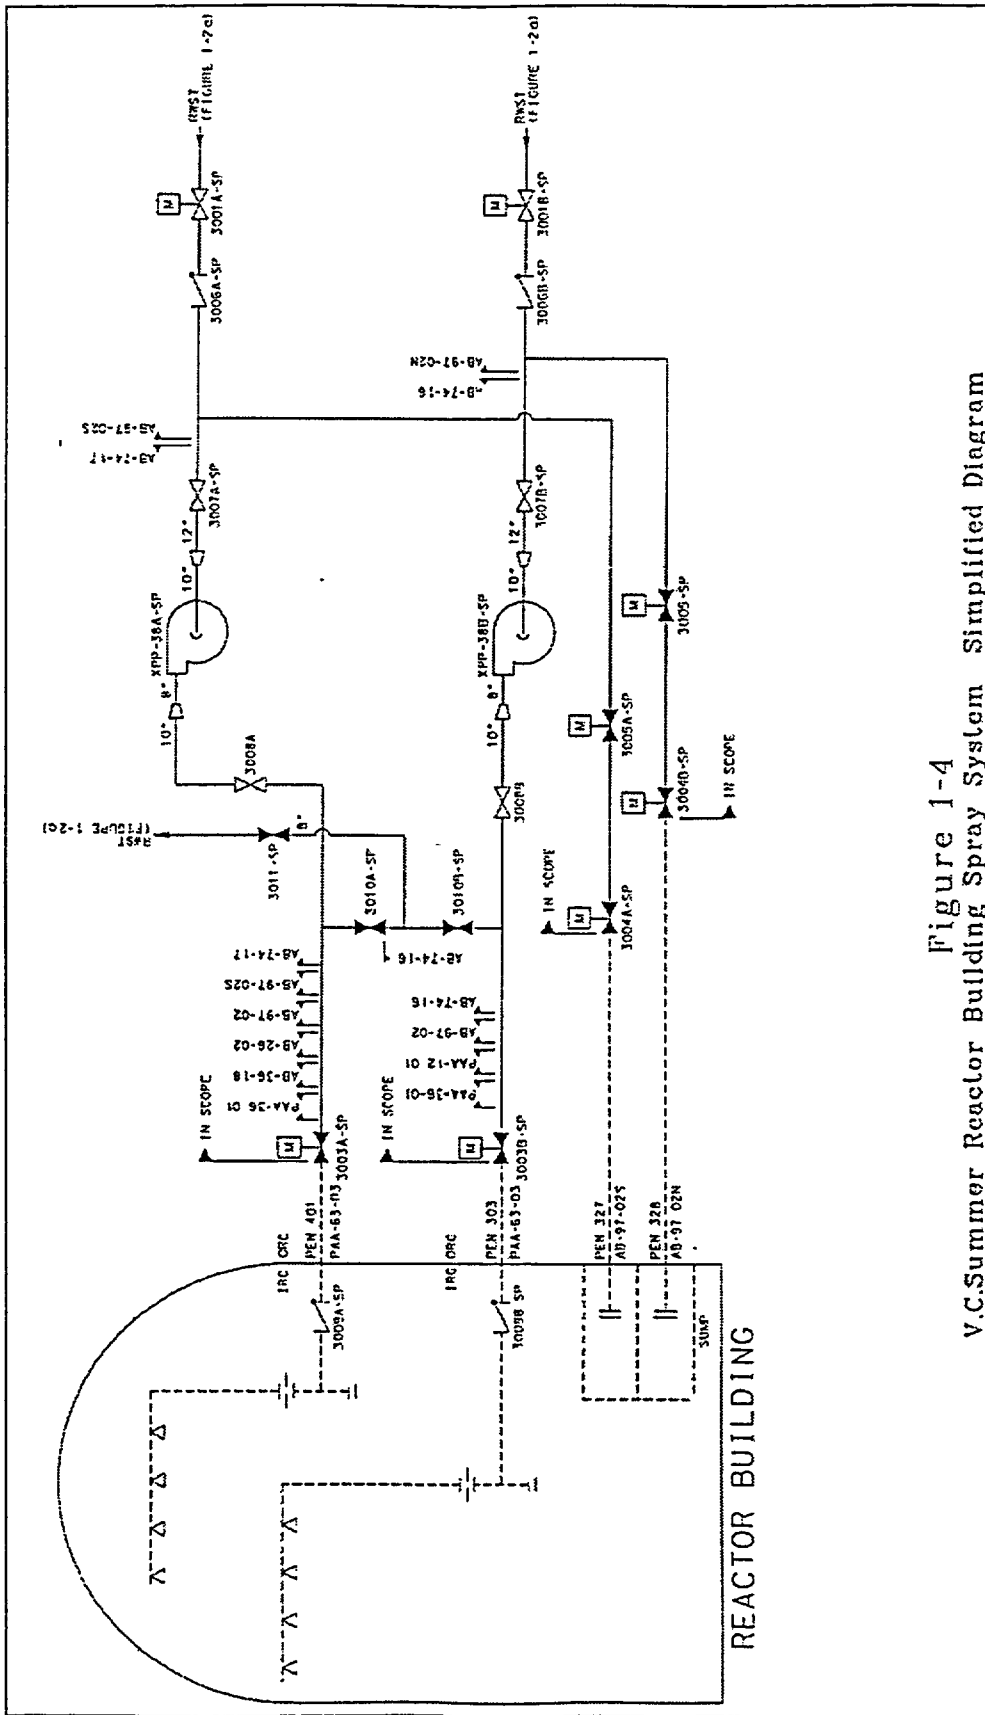 RWST
(FIGURE 1-2a)
3001A-SP
M
3006A-SP
AB-97-02S
AB-74-17
3007A-SP
12"
10"
XPP-38A-SP
8"
10"
3008A
RWST
(FIGURE 1-2a)
3011-SP
8"
3010A-SP
3010B-SP
AB-74-16
AB-74-17
AB-97-02S
AB-97-02
AB-26-02
AB-36-18
PAA-36 01
IN SCOPE
M
3003A-SP
PEN 401
PAA-63-03
IRC ORC
3009A-SP
RWST
(FIGURE 1-2a)
3001B-SP
M
3006B-SP
AB-97-02N
AB-74-16
3007B-SP
12"
10"
XPP-38B-SP
8"
10"
3008B
AB-74-16
AB-97-02
PAA-12 01
PAA-36-01
IN SCOPE
M
3003B-SP
PEN 303
PAA-63-03
IRC ORC
3009B SP
M
3005A-SP
IN SCOPE
M
3004A-SP
PEN 327
AB-97-02S
M
3005-SP
M
3004B-SP
IN SCOPE
PEN 328
AB-97 02N
SUMP
REACTOR BUILDING
Figure 1-4
V.C.Summer Reactor Building Spray System Simplified Diagram